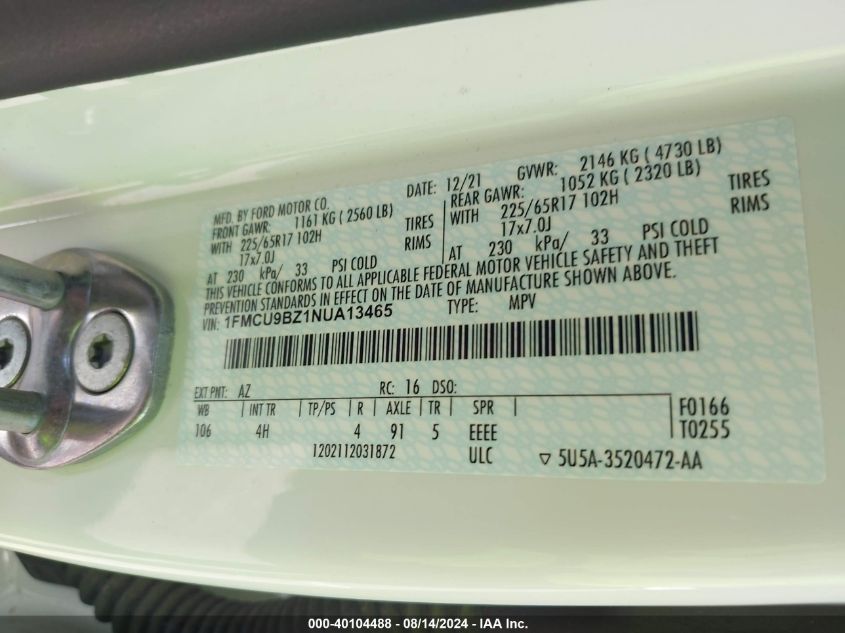 MFD. BY FORD MOTOR CO.
DATE: 12/21 GVWR: 2146 KG ( 4730 LB)
FRONT GAWR: 1161 KG ( 2560 LB) REAR GAWR: 1052 KG ( 2320 LB)
WITH 225/65R17 102H TIRES WITH 225/65R17 102H TIRES
17x7.0J RIMS 17x7.0J RIMS
AT 230 kPa/ 33 PSI COLD AT 230 kPa/ 33 PSI COLD
THIS VEHICLE CONFORMS TO ALL APPLICABLE FEDERAL MOTOR VEHICLE SAFETY AND THEFT
PREVENTION STANDARDS IN EFFECT ON THE DATE OF MANUFACTURE SHOWN ABOVE.
VIN: 1FMCU9BZ1NUA13465 TYPE: MPV
EXT PNT: AZ RC: 16 DSO:
WB INT TR TP/PS R AXLE TR SPR F0166
106 4H 4 91 5 EEEE T0255
1202112031872 ULC ▽ 5U5A-3520472-AA
000-40104488 - 08/14/2024 - IAA Inc.